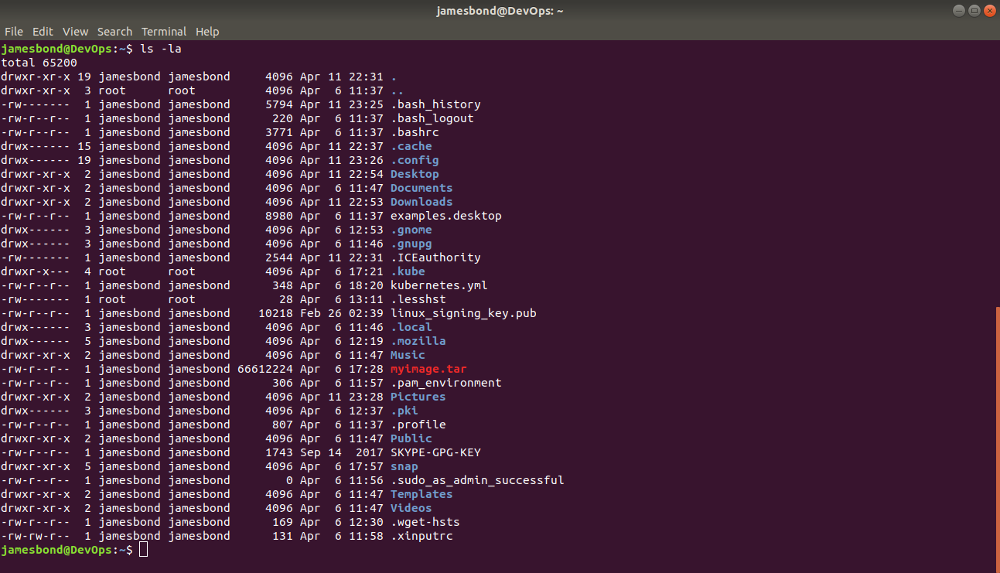 jamesbond@DevOps: ~
File Edit View Search Terminal Help
jamesbond@DevOps:~$ ls -la
total 65200
drwxr-xr-x 19 jamesbond jamesbond     4096 Apr 11 22:31 .
drwxr-xr-x  3 root      root          4096 Apr  6 11:37 ..
-rw-------  1 jamesbond jamesbond     5794 Apr 11 23:25 .bash_history
-rw-r--r--  1 jamesbond jamesbond      220 Apr  6 11:37 .bash_logout
-rw-r--r--  1 jamesbond jamesbond     3771 Apr  6 11:37 .bashrc
drwx------ 15 jamesbond jamesbond     4096 Apr 11 22:37 .cache
drwx------ 19 jamesbond jamesbond     4096 Apr 11 23:26 .config
drwxr-xr-x  2 jamesbond jamesbond     4096 Apr 11 22:54 Desktop
drwxr-xr-x  2 jamesbond jamesbond     4096 Apr  6 11:47 Documents
drwxr-xr-x  2 jamesbond jamesbond     4096 Apr 11 22:53 Downloads
-rw-r--r--  1 jamesbond jamesbond     8980 Apr  6 11:37 examples.desktop
drwx------  3 jamesbond jamesbond     4096 Apr  6 12:53 .gnome
drwx------  3 jamesbond jamesbond     4096 Apr  6 11:46 .gnupg
-rw-------  1 jamesbond jamesbond     2544 Apr 11 22:31 .ICEauthority
drwxr-x---  4 root      root          4096 Apr  6 17:21 .kube
-rw-r--r--  1 jamesbond jamesbond      348 Apr  6 18:20 kubernetes.yml
-rw-------  1 root      root            28 Apr  6 13:11 .lesshst
-rw-r--r--  1 jamesbond jamesbond    10218 Feb 26 02:39 linux_signing_key.pub
drwx------  3 jamesbond jamesbond     4096 Apr  6 11:46 .local
drwx------  5 jamesbond jamesbond     4096 Apr  6 12:19 .mozilla
drwxr-xr-x  2 jamesbond jamesbond     4096 Apr  6 11:47 Music
-rw-r--r--  1 jamesbond jamesbond 66612224 Apr  6 17:28 myimage.tar
-rw-r--r--  1 jamesbond jamesbond      306 Apr  6 11:57 .pam_environment
drwxr-xr-x  2 jamesbond jamesbond     4096 Apr 11 23:28 Pictures
drwx------  3 jamesbond jamesbond     4096 Apr  6 12:37 .pki
-rw-r--r--  1 jamesbond jamesbond      807 Apr  6 11:37 .profile
drwxr-xr-x  2 jamesbond jamesbond     4096 Apr  6 11:47 Public
-rw-r--r--  1 jamesbond jamesbond     1743 Sep 14  2017 SKYPE-GPG-KEY
drwxr-xr-x  5 jamesbond jamesbond     4096 Apr  6 17:57 snap
-rw-r--r--  1 jamesbond jamesbond        0 Apr  6 11:56 .sudo_as_admin_successful
drwxr-xr-x  2 jamesbond jamesbond     4096 Apr  6 11:47 Templates
drwxr-xr-x  2 jamesbond jamesbond     4096 Apr  6 11:47 Videos
-rw-r--r--  1 jamesbond jamesbond      169 Apr  6 12:30 .wget-hsts
-rw-rw-r--  1 jamesbond jamesbond      131 Apr  6 11:58 .xinputrc
jamesbond@DevOps:~$